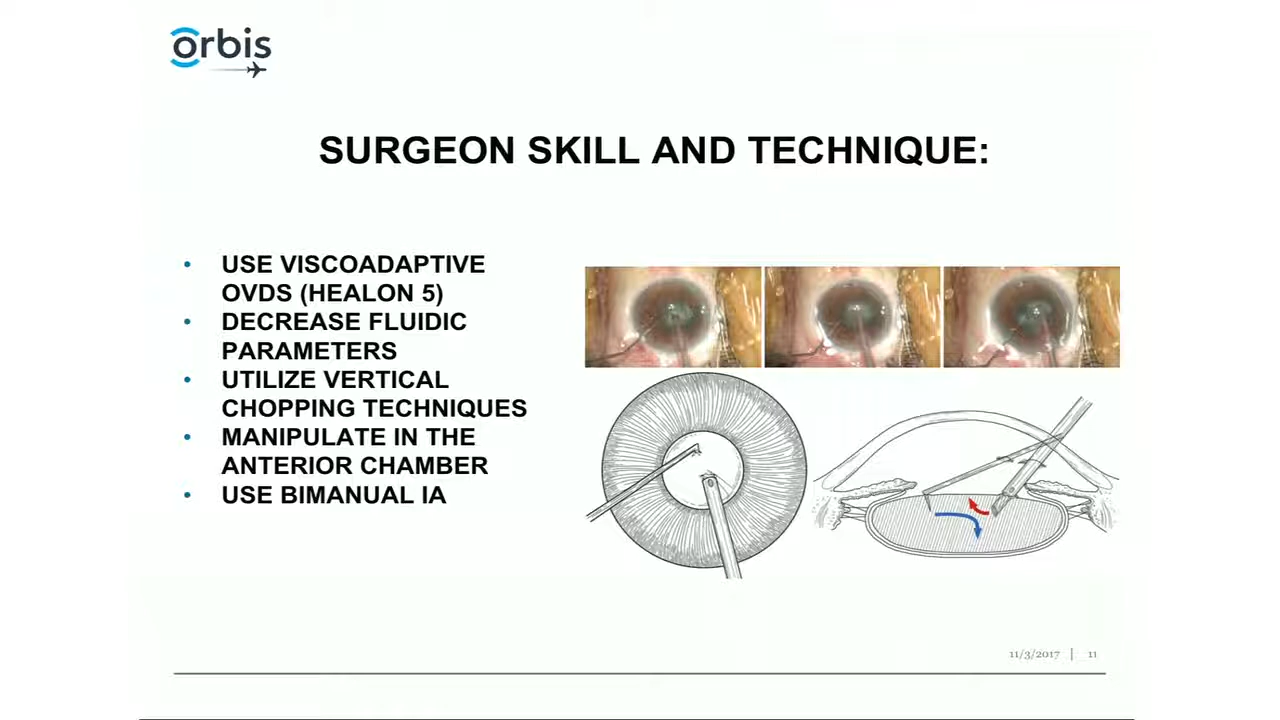 orbis
SURGEON SKILL AND TECHNIQUE:
• USE VISCOADAPTIVE
OVDS (HEALON 5)
• DECREASE FLUIDIC
PARAMETERS
• UTILIZE VERTICAL
CHOPPING TECHNIQUES
• MANIPULATE IN THE
ANTERIOR CHAMBER
• USE BIMANUAL IA
11/3/2017 | 11